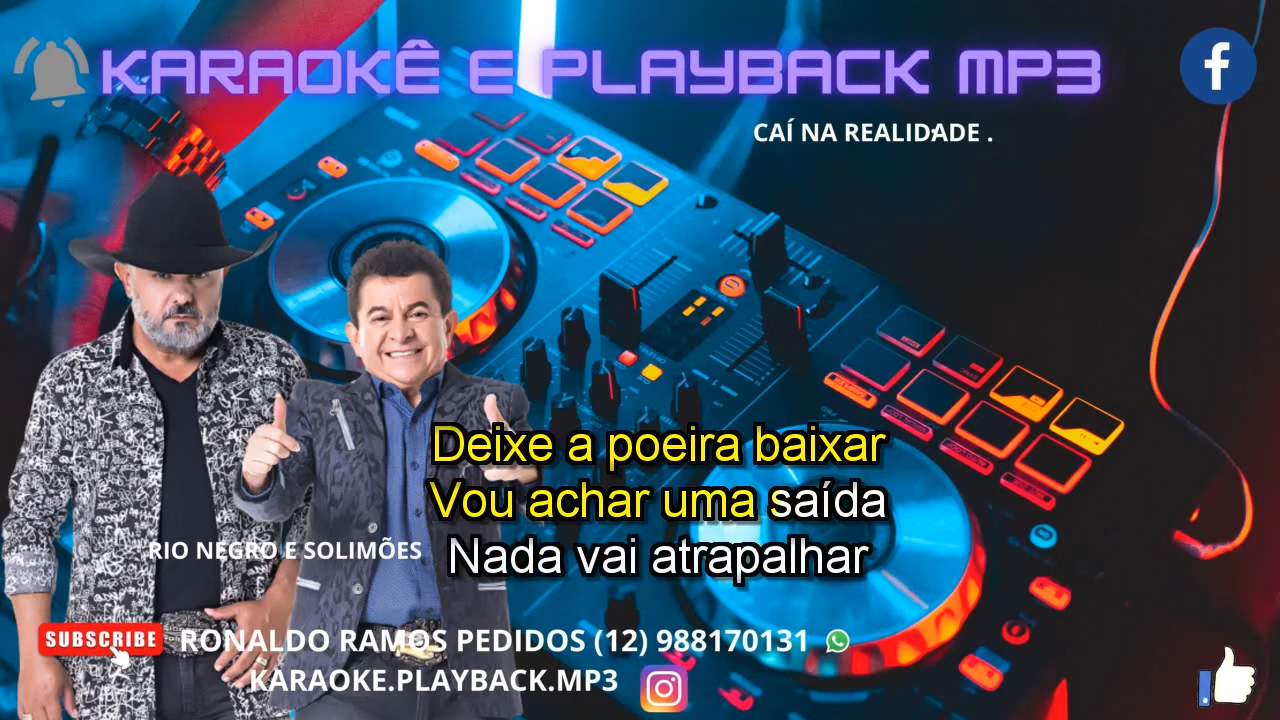 KARAOKÊ E PLAYBACK MP3
CAÍ NA REALIDADE .
Deixe a poeira baixar
Vou achar uma saída
Nada vai atrapalhar
RIO NEGRO E SOLIMÕES
SUBSCRIBE
RONALDO RAMOS PEDIDOS (12) 988170131
KARAOKE.PLAYBACK.MP3